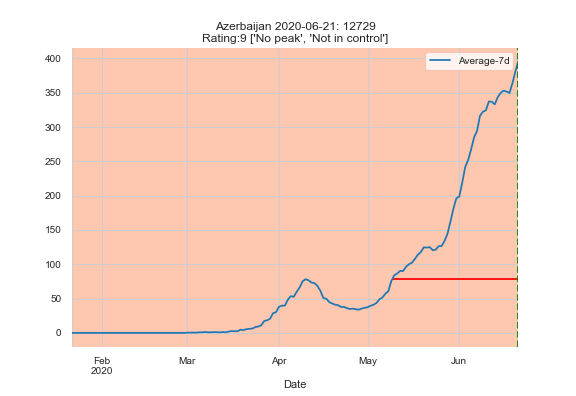 Azerbaijan 2020-06-21: 12729
Rating:9 ['No peak', 'Not in control']
Average-7d
400
350
300
250
200
150
100
50
0
Feb
2020
Mar
Apr
May
Jun
Date